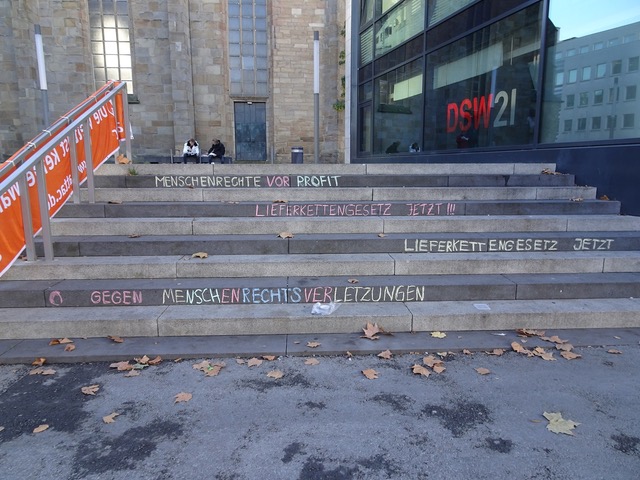 DSW21
MENSCHENRECHTE VOR PROFIT
LIEFERKETTENGESETZ JETZT !!!
LIEFERKETTENGESETZ JETZT
GEGEN MENSCHENRECHTSVERLETZUNGEN